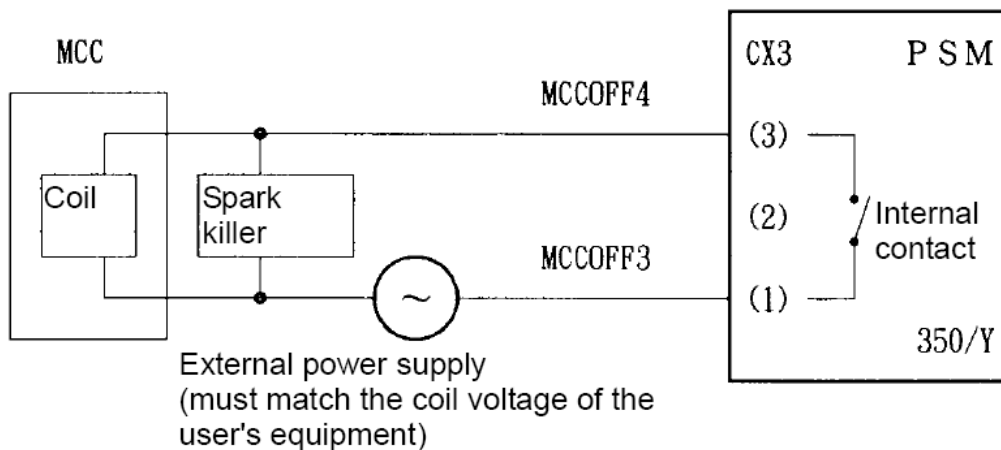 MCC
CX3
P S M
MCCOFF4
(3)
Coil
Spark
killer
(2)
Internal
contact
MCCOFF3
(1)
~
350/Y
External power supply
(must match the coil voltage of the
user's equipment)